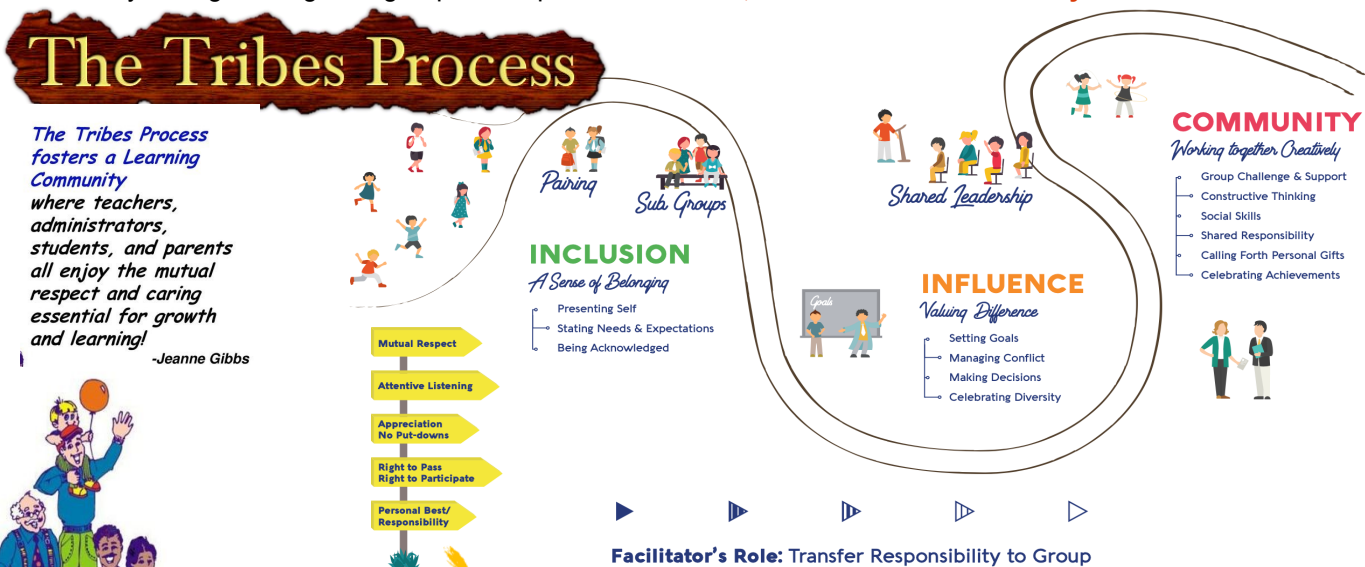 The Tribes Process
The Tribes Process
fosters a Learning
Community
where teachers,
administrators,
students, and parents
all enjoy the mutual
respect and caring
essential for growth
and learning!
-Jeanne Gibbs
Pairing
Sub Groups
INCLUSION
A Sense of Belonging
Presenting Self
Stating Needs & Expectations
Being Acknowledged
Mutual Respect
Attentive Listening
Appreciation
No Put-downs
Right to Pass
Right to Participate
Personal Best/
Responsibility
Shared Leadership
Goals
INFLUENCE
Valuing Difference
Setting Goals
Managing Conflict
Making Decisions
Celebrating Diversity
COMMUNITY
Working together Creatively
Group Challenge & Support
Constructive Thinking
Social Skills
Shared Responsibility
Calling Forth Personal Gifts
Celebrating Achievements
Facilitator's Role: Transfer Responsibility to Group